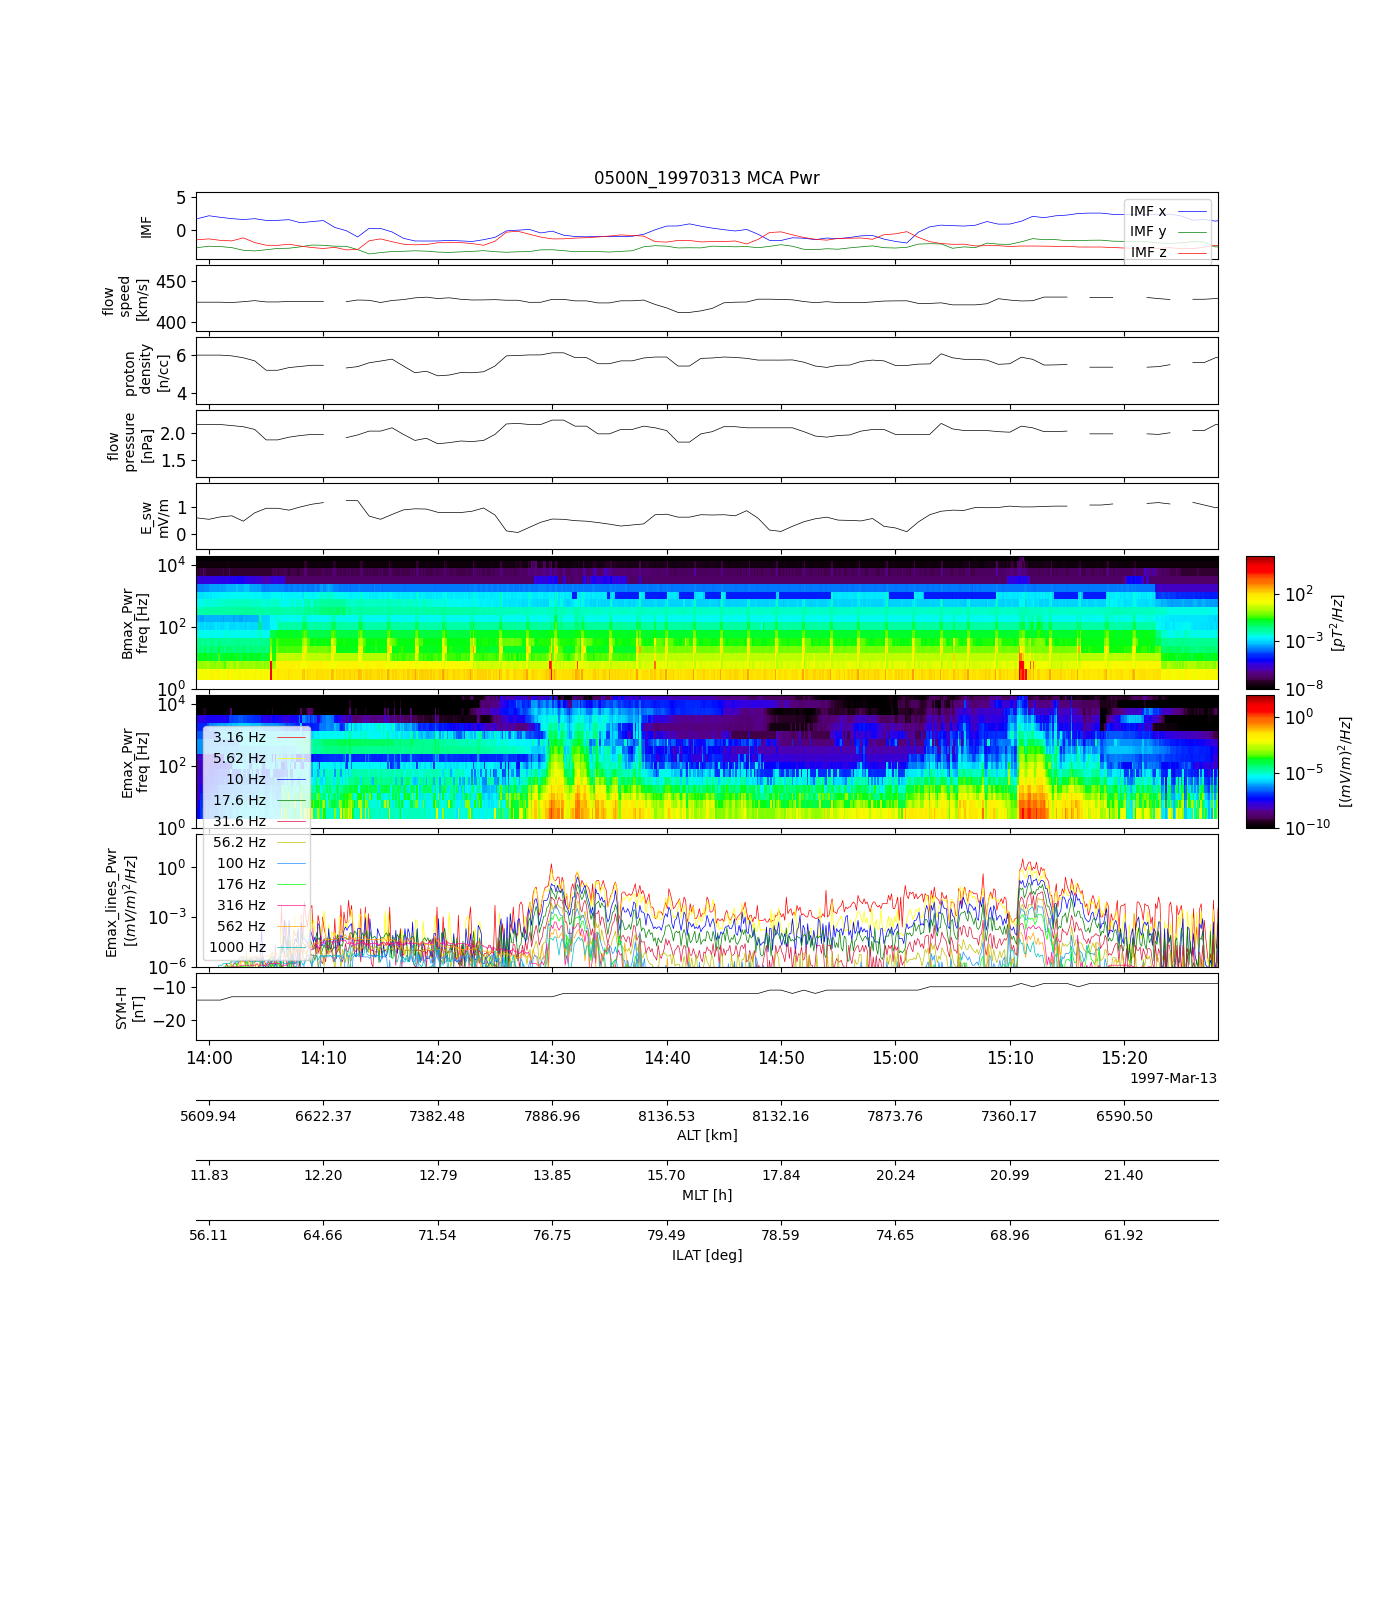 0500N_19970313 MCA Pwr
5
0
IMF
IMF x
IMF y
IMF z
450
400
flow
speed
[km/s]
6
4
proton
density
[n/cc]
2.0
1.5
flow
pressure
[nPa]
1
0
E_sw
mV/m
10^4
10^2
10^0
Bmax_Pwr
freq [Hz]
10^2
10^−3
10^−8
[pT^2/Hz]
10^4
10^2
10^0
Emax_Pwr
freq [Hz]
10^0
10^−5
10^−10
[(mV/m)^2/Hz]
3.16 Hz
5.62 Hz
10 Hz
17.6 Hz
31.6 Hz
56.2 Hz
100 Hz
176 Hz
316 Hz
562 Hz
1000 Hz
10^0
10^−3
10^−6
Emax_lines_Pwr
[(mV/m)^2/Hz]
−10
−20
SYM-H
[nT]
14:00 14:10 14:20 14:30 14:40 14:50 15:00 15:10 15:20
1997-Mar-13
5609.94 6622.37 7382.48 7886.96 8136.53 8132.16 7873.76 7360.17 6590.50
ALT [km]
11.83 12.20 12.79 13.85 15.70 17.84 20.24 20.99 21.40
MLT [h]
56.11 64.66 71.54 76.75 79.49 78.59 74.65 68.96 61.92
ILAT [deg]